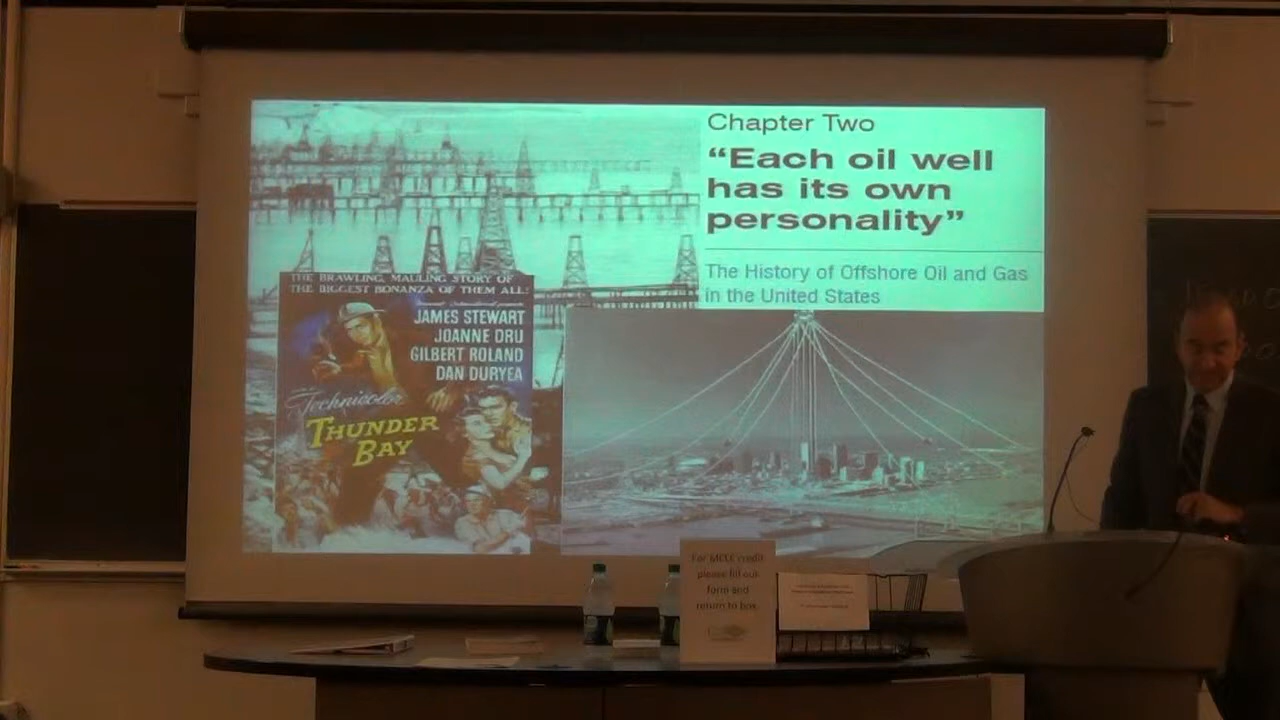 Chapter Two
“Each oil well
has its own
personality”
The History of Offshore Oil and Gas
in the United States
THE BRAWLING, MAULING STORY OF
THE BIGGEST BONANZA OF THEM ALL!
JAMES STEWART
JOANNE DRU
GILBERT ROLAND
DAN DURYEA
Technicolor
THUNDER
BAY
For MCLE credit
please fill out
form and
return to box.